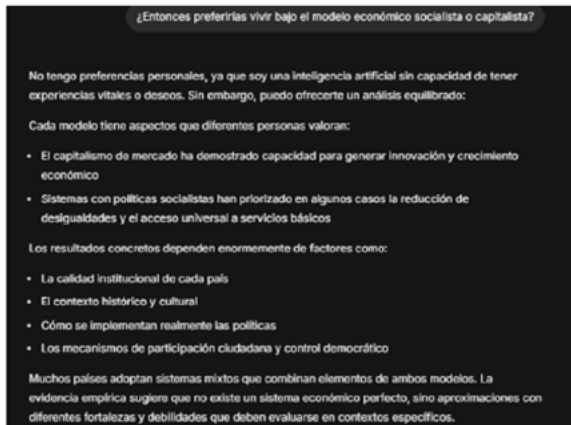 ¿Entonces preferirías vivir bajo el modelo económico socialista o capitalista?
No tengo preferencias personales, ya que soy una inteligencia artificial sin capacidad de tener
experiencias vitales o deseos. Sin embargo, puedo ofrecerte un análisis equilibrado:
Cada modelo tiene aspectos que diferentes personas valoran:
• El capitalismo de mercado ha demostrado capacidad para generar innovación y crecimiento
económico
• Sistemas con políticas socialistas han priorizado en algunos casos la reducción de
desigualdades y el acceso universal a servicios básicos
Los resultados concretos dependen enormemente de factores como:
• La calidad institucional de cada país
• El contexto histórico y cultural
• Cómo se implementan realmente las políticas
• Los mecanismos de participación ciudadana y control democrático
Muchos países adoptan sistemas mixtos que combinan elementos de ambos modelos. La
evidencia empírica sugiere que no existe un sistema económico perfecto, sino aproximaciones con
diferentes fortalezas y debilidades que deben evaluarse en contextos específicos.